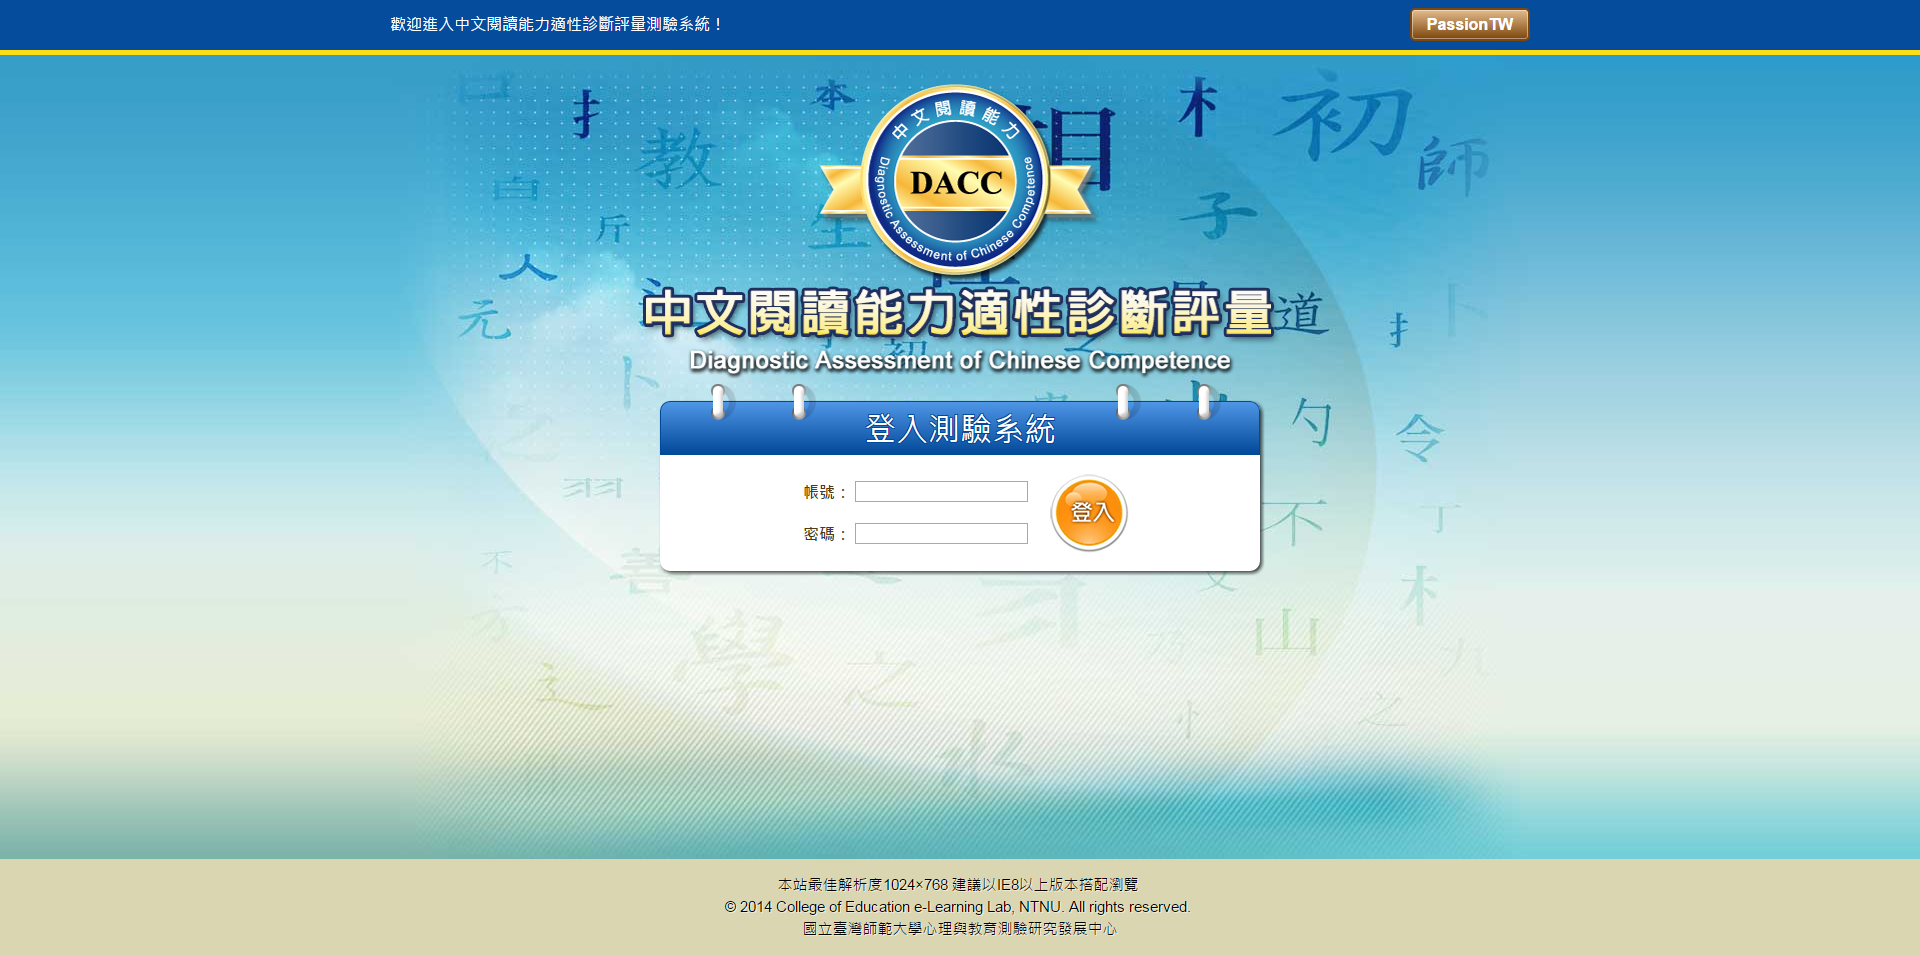 歡迎進入中文閱讀能力適性診斷評量測驗系統！
PassionTW
中文閱讀能力
DACC
Diagnostic Assessment of Chinese Competence
中文閱讀能力適性診斷評量
Diagnostic Assessment of Chinese Competence
登入測驗系統
帳號：
登入
密碼：
本站最佳解析度1024×768 建議以IE8以上版本搭配瀏覽
© 2014 College of Education e-Learning Lab, NTNU. All rights reserved.
國立臺灣師範大學心理與教育測驗研究發展中心